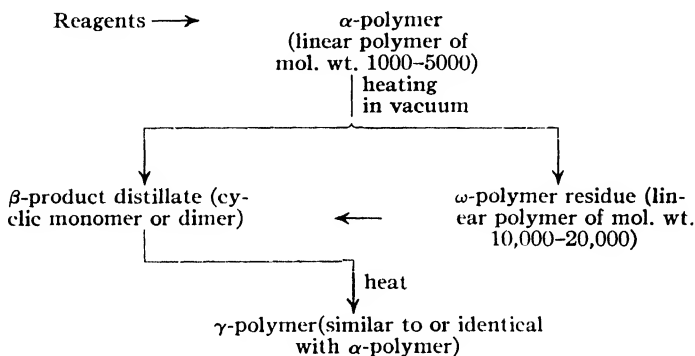 Reagents
α-polymer
(linear polymer of
mol. wt. 1000–5000)
heating
in vacuum
β-product distillate (cy-
clic monomer or dimer)
ω-polymer residue (lin-
ear polymer of mol. wt.
10,000–20,000)
heat
γ-polymer(similar to or identical
with α-polymer)